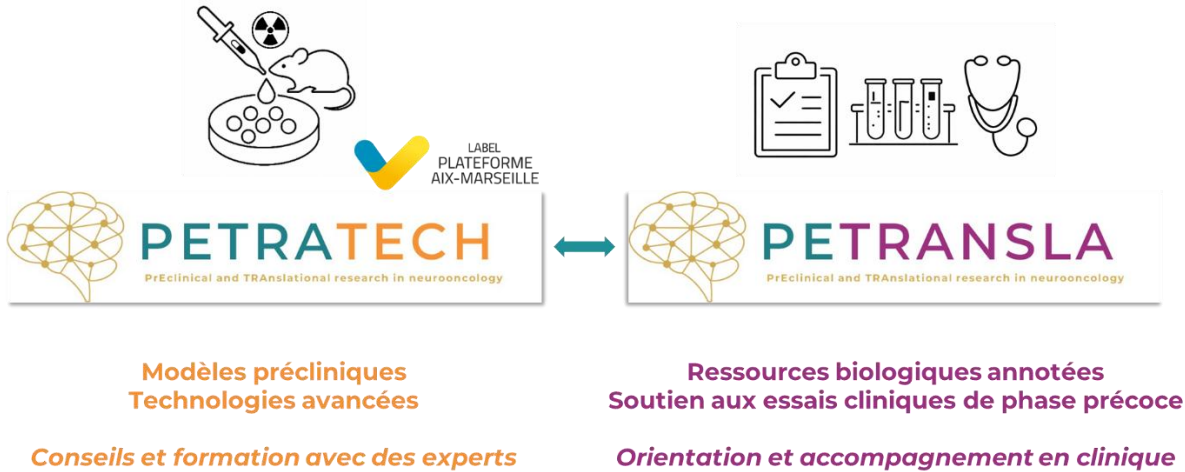 LABEL
PLATEFORME
AIX-MARSEILLE
PETRATECH
PrEclinical and TRAnslational research in neurooncology
PETRANSLA
PrEclinical and TRAnslational research in neurooncology
Modèles précliniques
Technologies avancées
Conseils et formation avec des experts
Ressources biologiques annotées
Soutien aux essais cliniques de phase précoce
Orientation et accompagnement en clinique